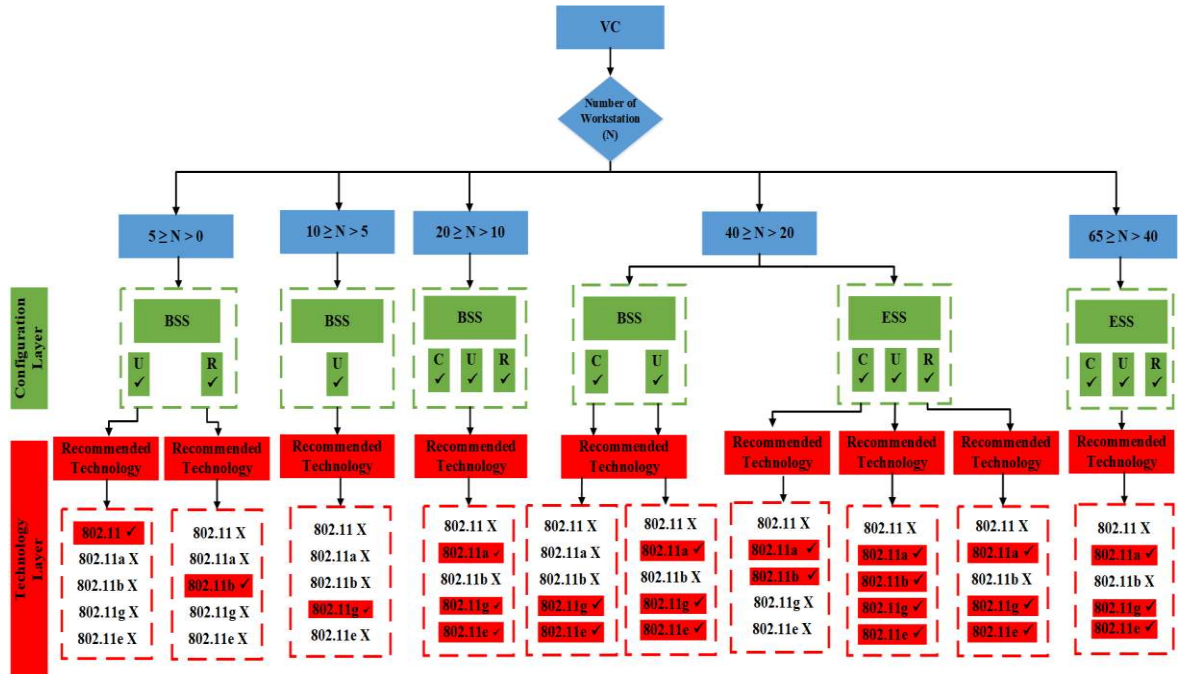 VC
Number of
Workstation
(N)
5 ≥ N > 0
10 ≥ N > 5
20 ≥ N > 10
40 ≥ N > 20
65 ≥ N > 40
Configuration
Layer
BSS
U ✓
R ✓
BSS
U ✓
BSS
C ✓
U ✓
R ✓
BSS
C ✓
U ✓
ESS
C ✓
U ✓
R ✓
ESS
C ✓
U ✓
R ✓
Technology
Layer
Recommended
Technology
Recommended
Technology
Recommended
Technology
Recommended
Technology
Recommended
Technology
Recommended
Technology
Recommended
Technology
Recommended
Technology
Recommended
Technology
802.11 ✓
802.11a X
802.11b X
802.11g X
802.11e X
802.11 X
802.11a X
802.11b ✓
802.11g X
802.11e X
802.11 X
802.11a X
802.11b X
802.11g ✓
802.11e X
802.11 X
802.11a ✓
802.11b X
802.11g ✓
802.11e ✓
802.11 X
802.11a X
802.11b X
802.11g ✓
802.11e ✓
802.11 X
802.11a ✓
802.11b X
802.11g ✓
802.11e ✓
802.11 X
802.11a ✓
802.11b ✓
802.11g X
802.11e X
802.11 X
802.11a ✓
802.11b ✓
802.11g ✓
802.11e ✓
802.11 X
802.11a ✓
802.11b X
802.11g ✓
802.11e ✓
802.11 X
802.11a ✓
802.11b X
802.11g ✓
802.11e ✓